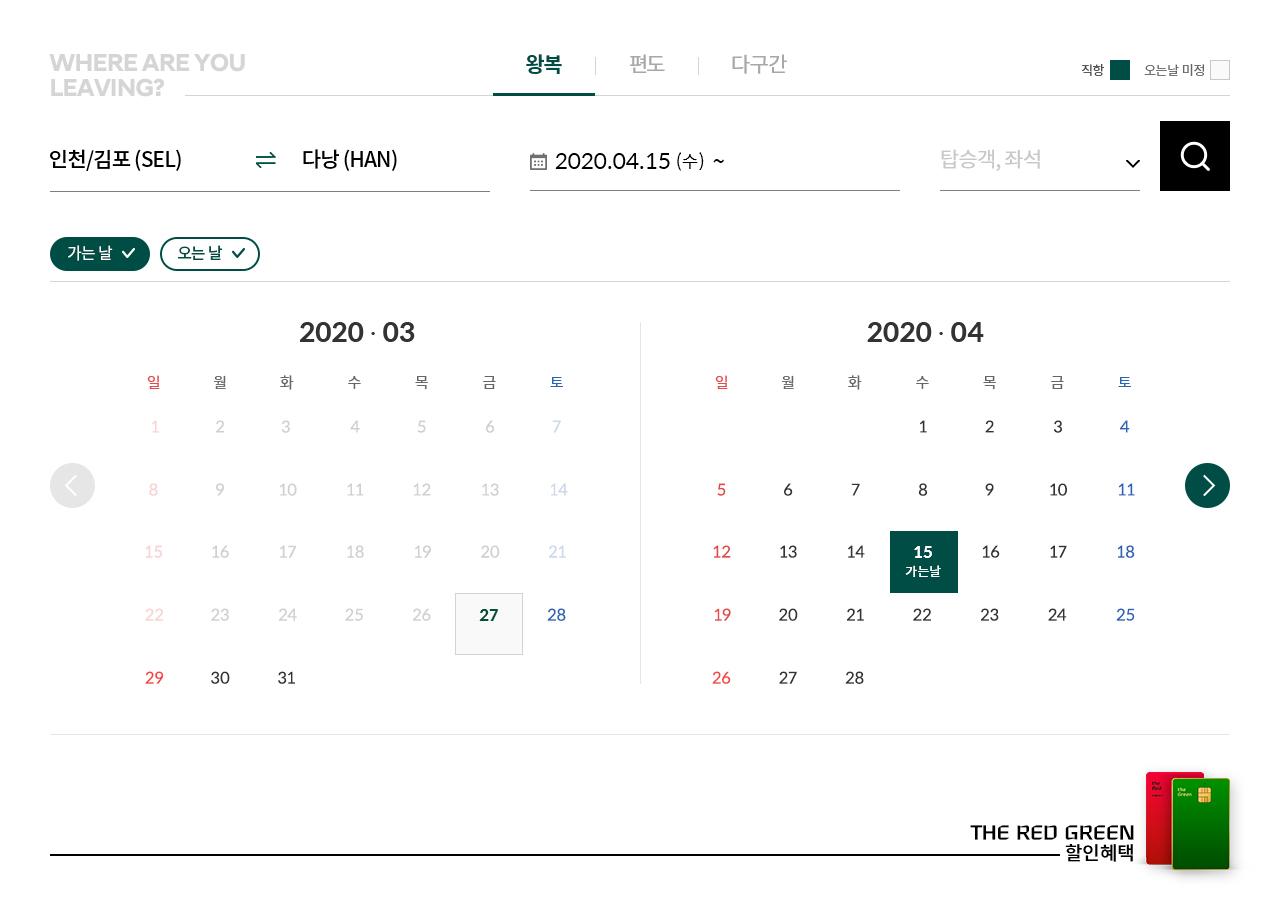 WHERE ARE YOU
LEAVING?
왕복 편도 다구간
직항 오는날 미정
인천/김포 (SEL) 다낭 (HAN) 2020.04.15 (수) ~ 탑승객, 좌석
가는 날 오는 날
2020 · 03
일 월 화 수 목 금 토
1 2 3 4 5 6 7
8 9 10 11 12 13 14
15 16 17 18 19 20 21
22 23 24 25 26 27 28
29 30 31
2020 · 04
일 월 화 수 목 금 토
1 2 3 4
5 6 7 8 9 10 11
12 13 14 15 16 17 18
가는날
19 20 21 22 23 24 25
26 27 28
THE RED GREEN
할인혜택
the
Red
the
Green